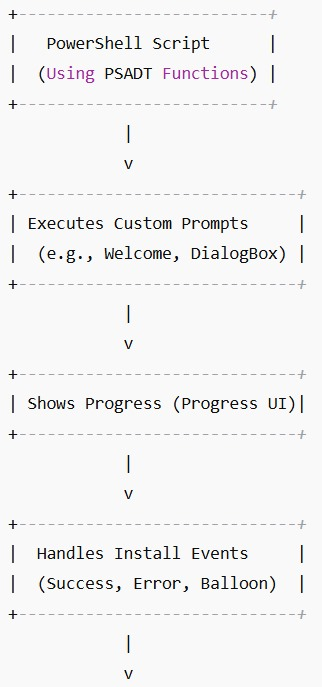 +--------------------------+
|   PowerShell Script      |
|  (Using PSADT Functions) |
+--------------------------+
            |
            v
+-----------------------------+
| Executes Custom Prompts     |
|  (e.g., Welcome, DialogBox) |
+-----------------------------+
            |
            v
+-----------------------------+
| Shows Progress (Progress UI)|
+-----------------------------+
            |
            v
+-----------------------------+
|  Handles Install Events     |
|  (Success, Error, Balloon)  |
+-----------------------------+
            |
            v